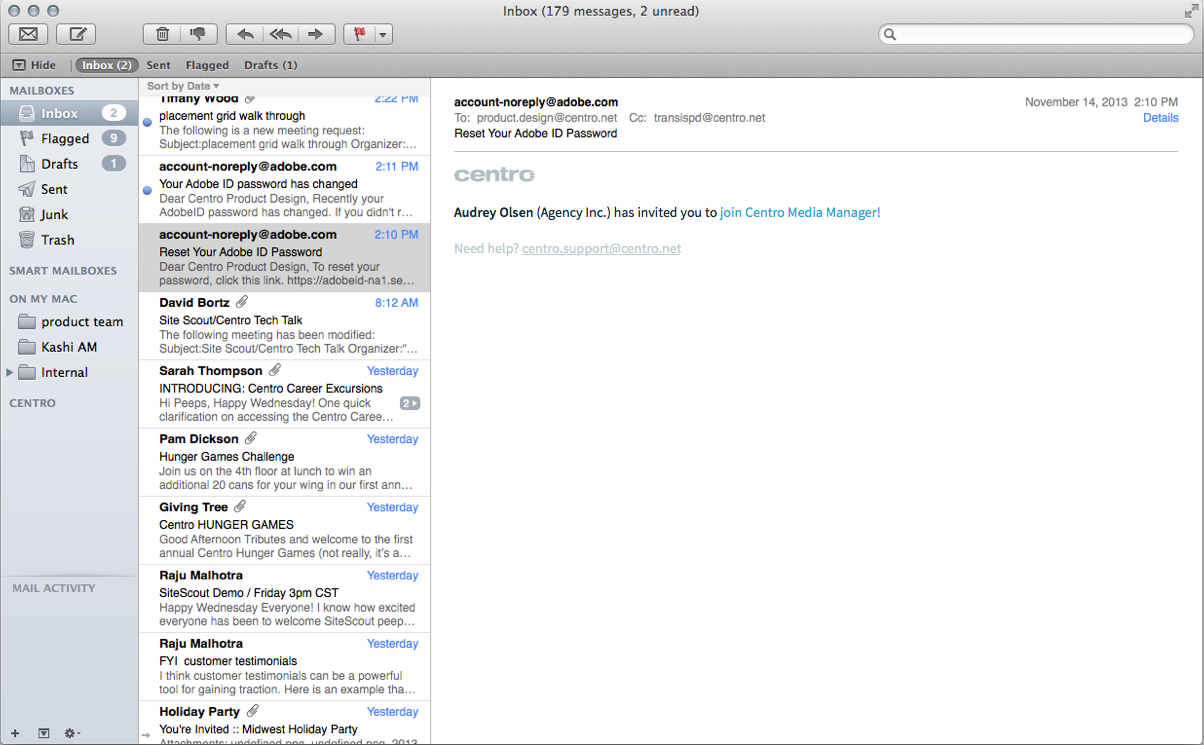 Inbox (179 messages, 2 unread)
Hide
Inbox (2)
Sent
Flagged
Drafts (1)
MAILBOXES
Inbox 2
Flagged 9
Drafts 1
Sent
Junk
Trash
SMART MAILBOXES
ON MY MAC
product team
Kashi AM
Internal
CENTRO
MAIL ACTIVITY
Sort by Date
Tiffany Wood 2:22 PM
placement grid walk through
The following is a new meeting request:
Subject:placement grid walk through Organizer:...
account-noreply@adobe.com 2:11 PM
Your Adobe ID password has changed
Dear Centro Product Design, Recently your
AdobeID password has changed. If you didn't r...
account-noreply@adobe.com 2:10 PM
Reset Your Adobe ID Password
Dear Centro Product Design, To reset your
password, click this link. https://adobeid-na1.se...
David Bortz 8:12 AM
Site Scout/Centro Tech Talk
The following meeting has been modified:
Subject:Site Scout/Centro Tech Talk Organizer:"...
Sarah Thompson Yesterday
INTRODUCING: Centro Career Excursions
Hi Peeps, Happy Wednesday! One quick
clarification on accessing the Centro Caree...
2
Pam Dickson Yesterday
Hunger Games Challenge
Join us on the 4th floor at lunch to win an
additional 20 cans for your wing in our first ann...
Giving Tree Yesterday
Centro HUNGER GAMES
Good Afternoon Tributes and welcome to the first
annual Centro Hunger Games (not really, it's a...
Raju Malhotra Yesterday
SiteScout Demo / Friday 3pm CST
Happy Wednesday Everyone! I know how excited
everyone has been to welcome SiteScout peep...
Raju Malhotra Yesterday
FYI customer testimonials
I think customer testimonials can be a powerful
tool for gaining traction. Here is an example tha...
Holiday Party Yesterday
You're Invited :: Midwest Holiday Party
Attachments: undefined.png, undefined.png, 2013
account-noreply@adobe.com November 14, 2013 2:10 PM
To: product.design@centro.net Cc: transispd@centro.net Details
Reset Your Adobe ID Password
centro
Audrey Olsen (Agency Inc.) has invited you to join Centro Media Manager!
Need help? centro.support@centro.net